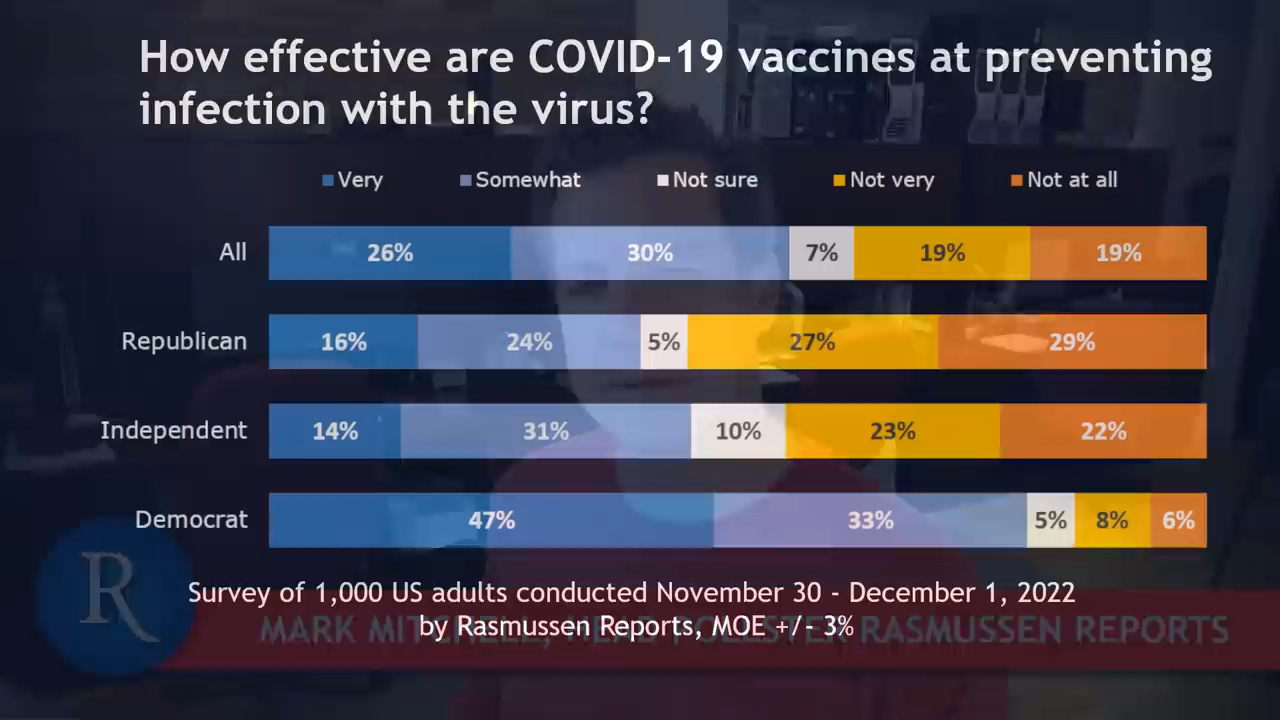 How effective are COVID-19 vaccines at preventing
infection with the virus?
Very Somewhat Not sure Not very Not at all
All 26% 30% 7% 19% 19%
Republican 16% 24% 5% 27% 29%
Independent 14% 31% 10% 23% 22%
Democrat 47% 33% 5% 8% 6%
R
Survey of 1,000 US adults conducted November 30 - December 1, 2022
by Rasmussen Reports, MOE +/- 3%
MARK MITCHELL, HEAD POLLSTER RASMUSSEN REPORTS